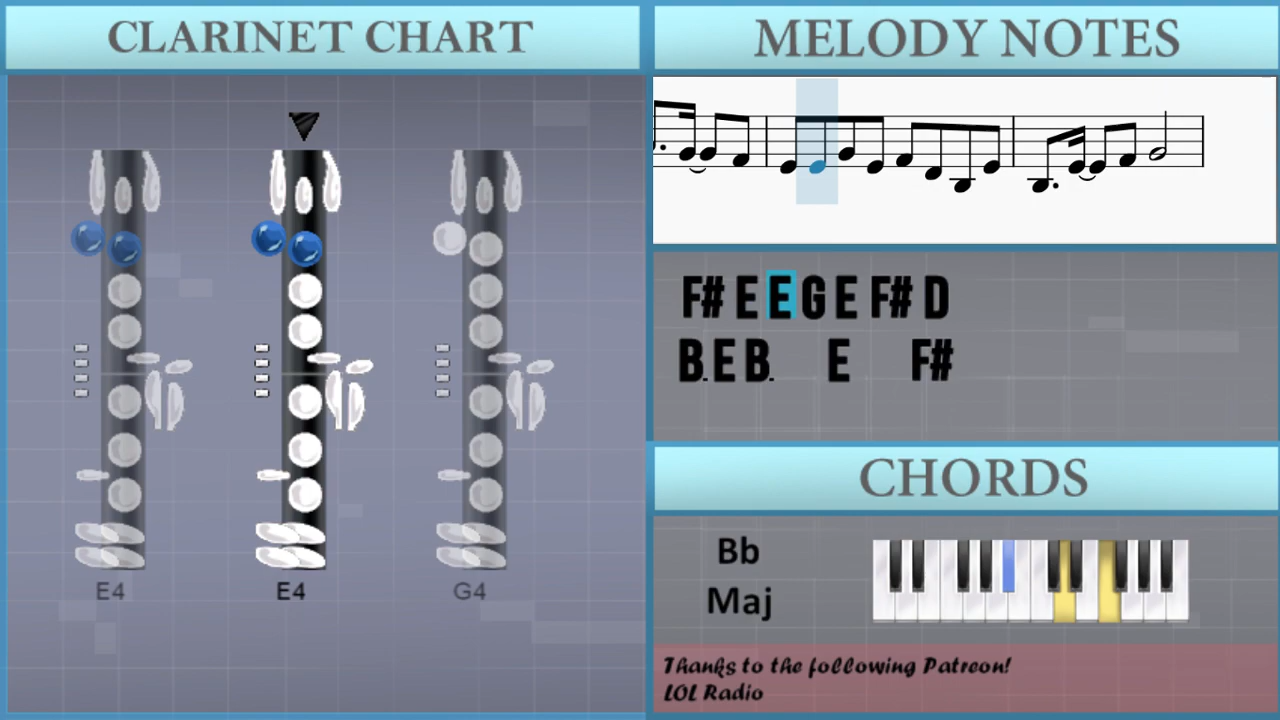 CLARINET CHART
E4 E4 G4
MELODY NOTES
F# E E G E F# D
B. E B. E F#
CHORDS
Bb
Maj
Thanks to the following Patreon!
LOL Radio